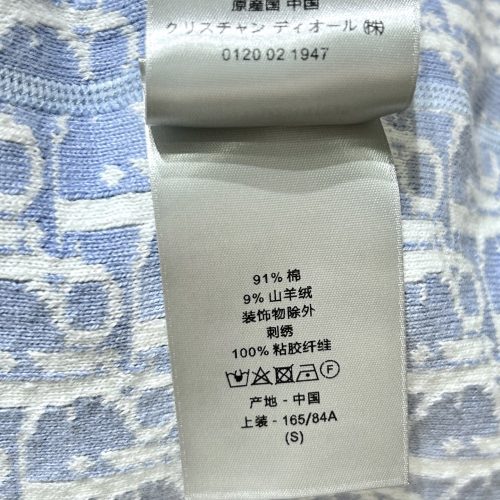 原産国 中国
クリスチャン ディオール ㈱
0120 02 1947
91% 棉
9% 山羊绒
装饰物除外
刺绣
100% 粘胶纤维
产地 - 中国
上装 - 165/84A
(S)